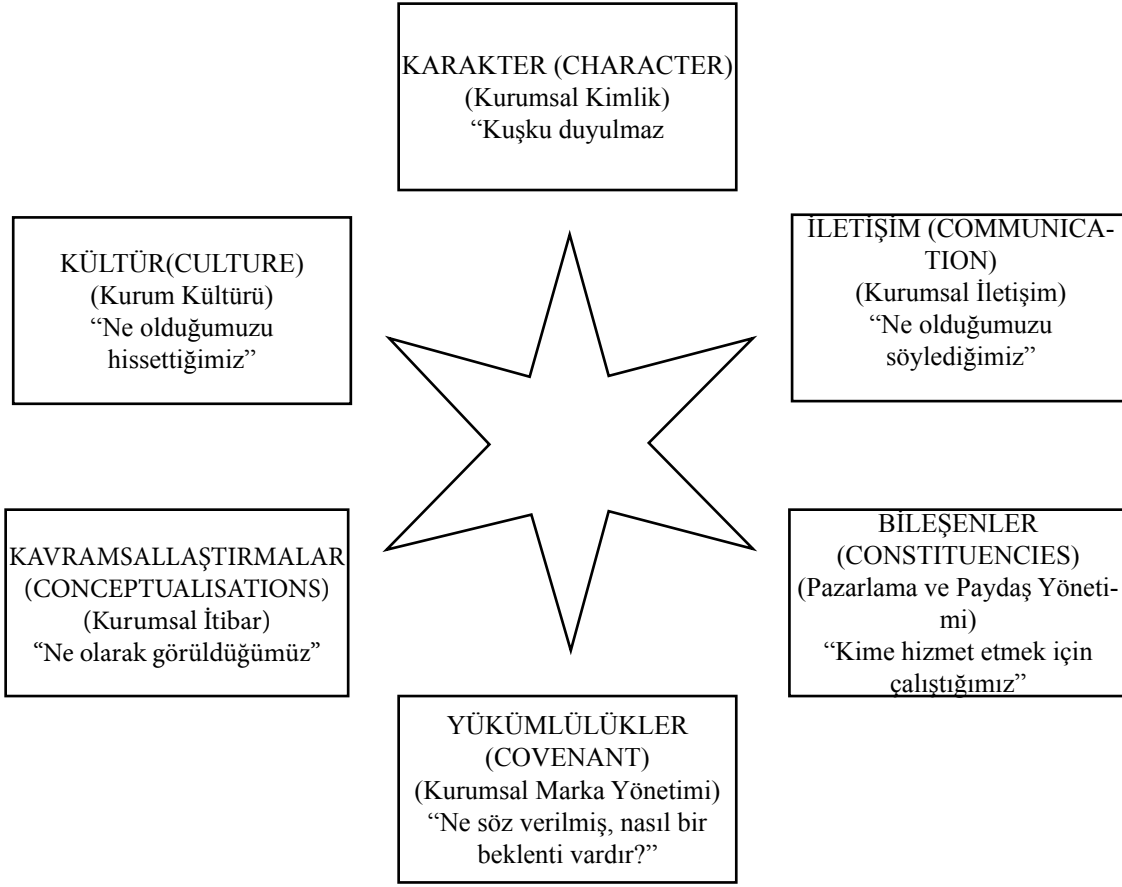 KARAKTER (CHARACTER)
(Kurumsal Kimlik)
“Kuşku duyulmaz
KÜLTÜR(CULTURE)
(Kurum Kültürü)
“Ne olduğumuzu
hissettiğimiz”
İLETİŞİM (COMMUNICA-
TION)
(Kurumsal İletişim)
“Ne olduğumuzu
söylediğimiz”
KAVRAMSALLAŞTIRMALAR
(CONCEPTUALISATIONS)
(Kurumsal İtibar)
“Ne olarak görüldüğümüz”
BİLEŞENLER
(CONSTITUENCIES)
(Pazarlama ve Paydaş Yöneti-
mi)
“Kime hizmet etmek için
çalıştığımız”
YÜKÜMLÜLÜKLER
(COVENANT)
(Kurumsal Marka Yönetimi)
“Ne söz verilmiş, nasıl bir
beklenti vardır?”